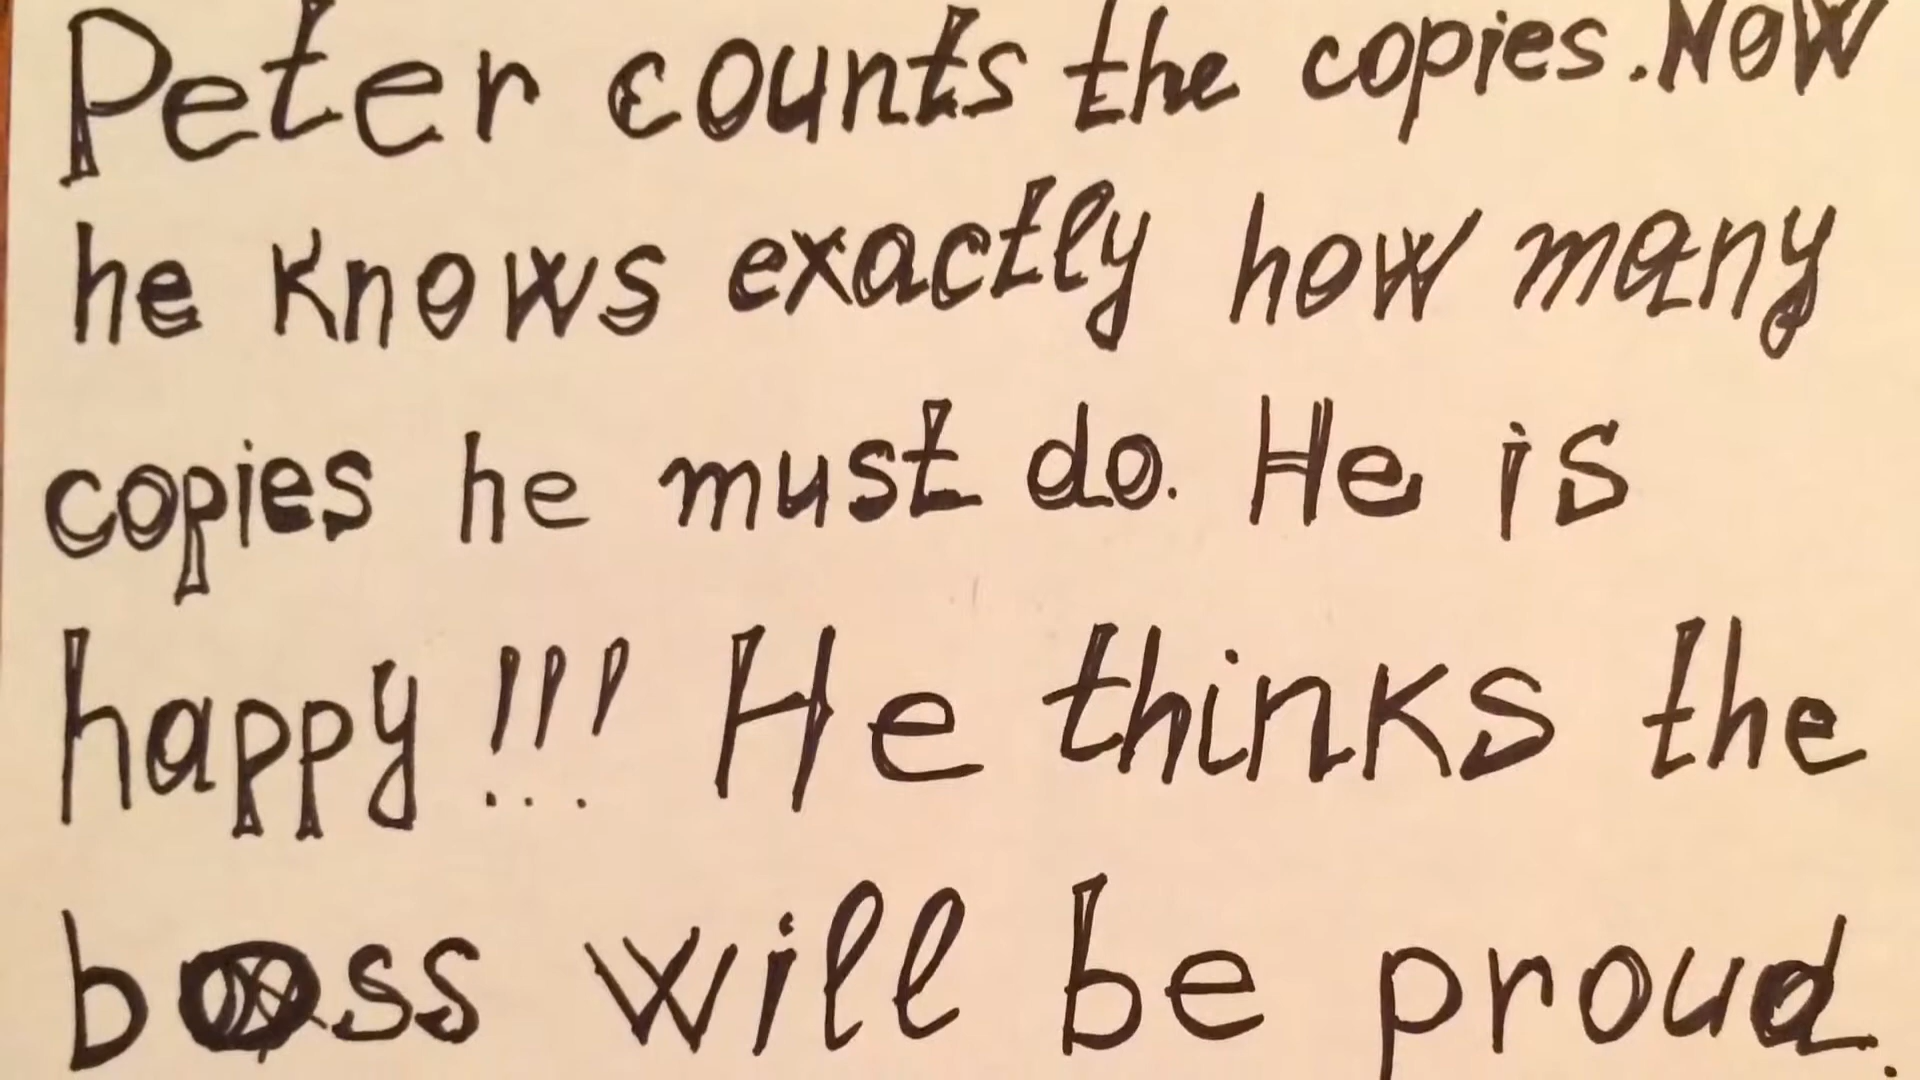 Peter counts the copies. Now
he knows exactly how many
copies he must do. He is
happy!!! He thinks the
boss will be proud.